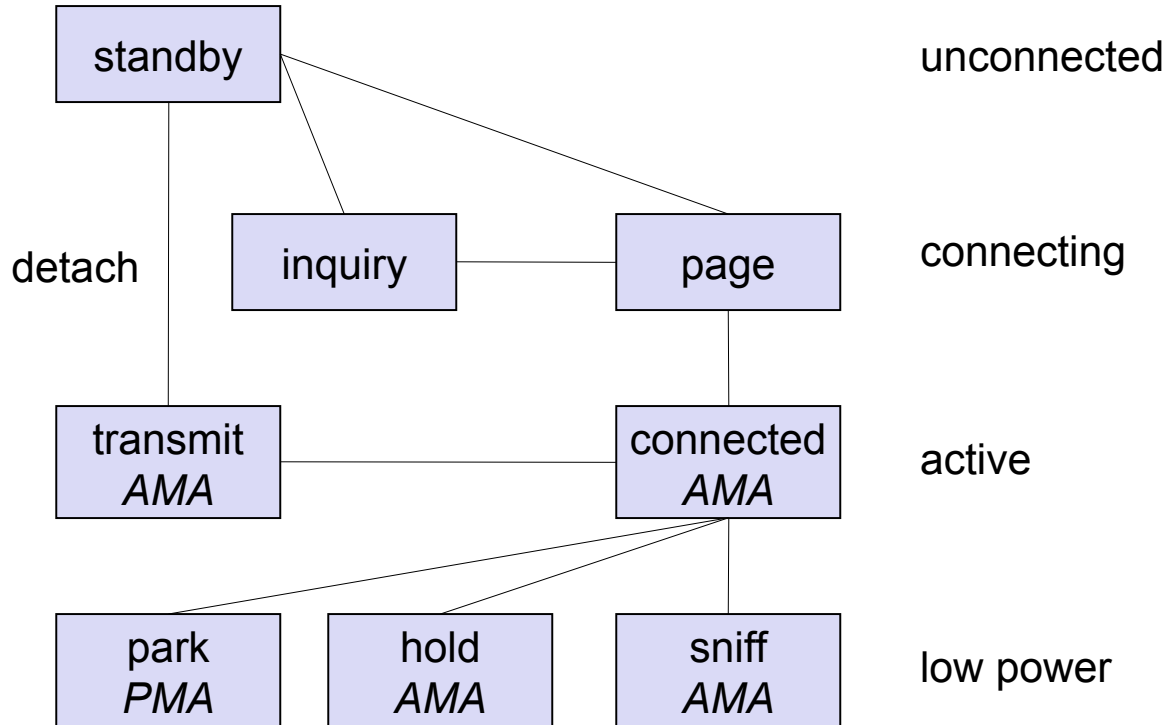 standby
unconnected
detach
inquiry
page
connecting
transmit
AMA
connected
AMA
active
park
PMA
hold
AMA
sniff
AMA
low power